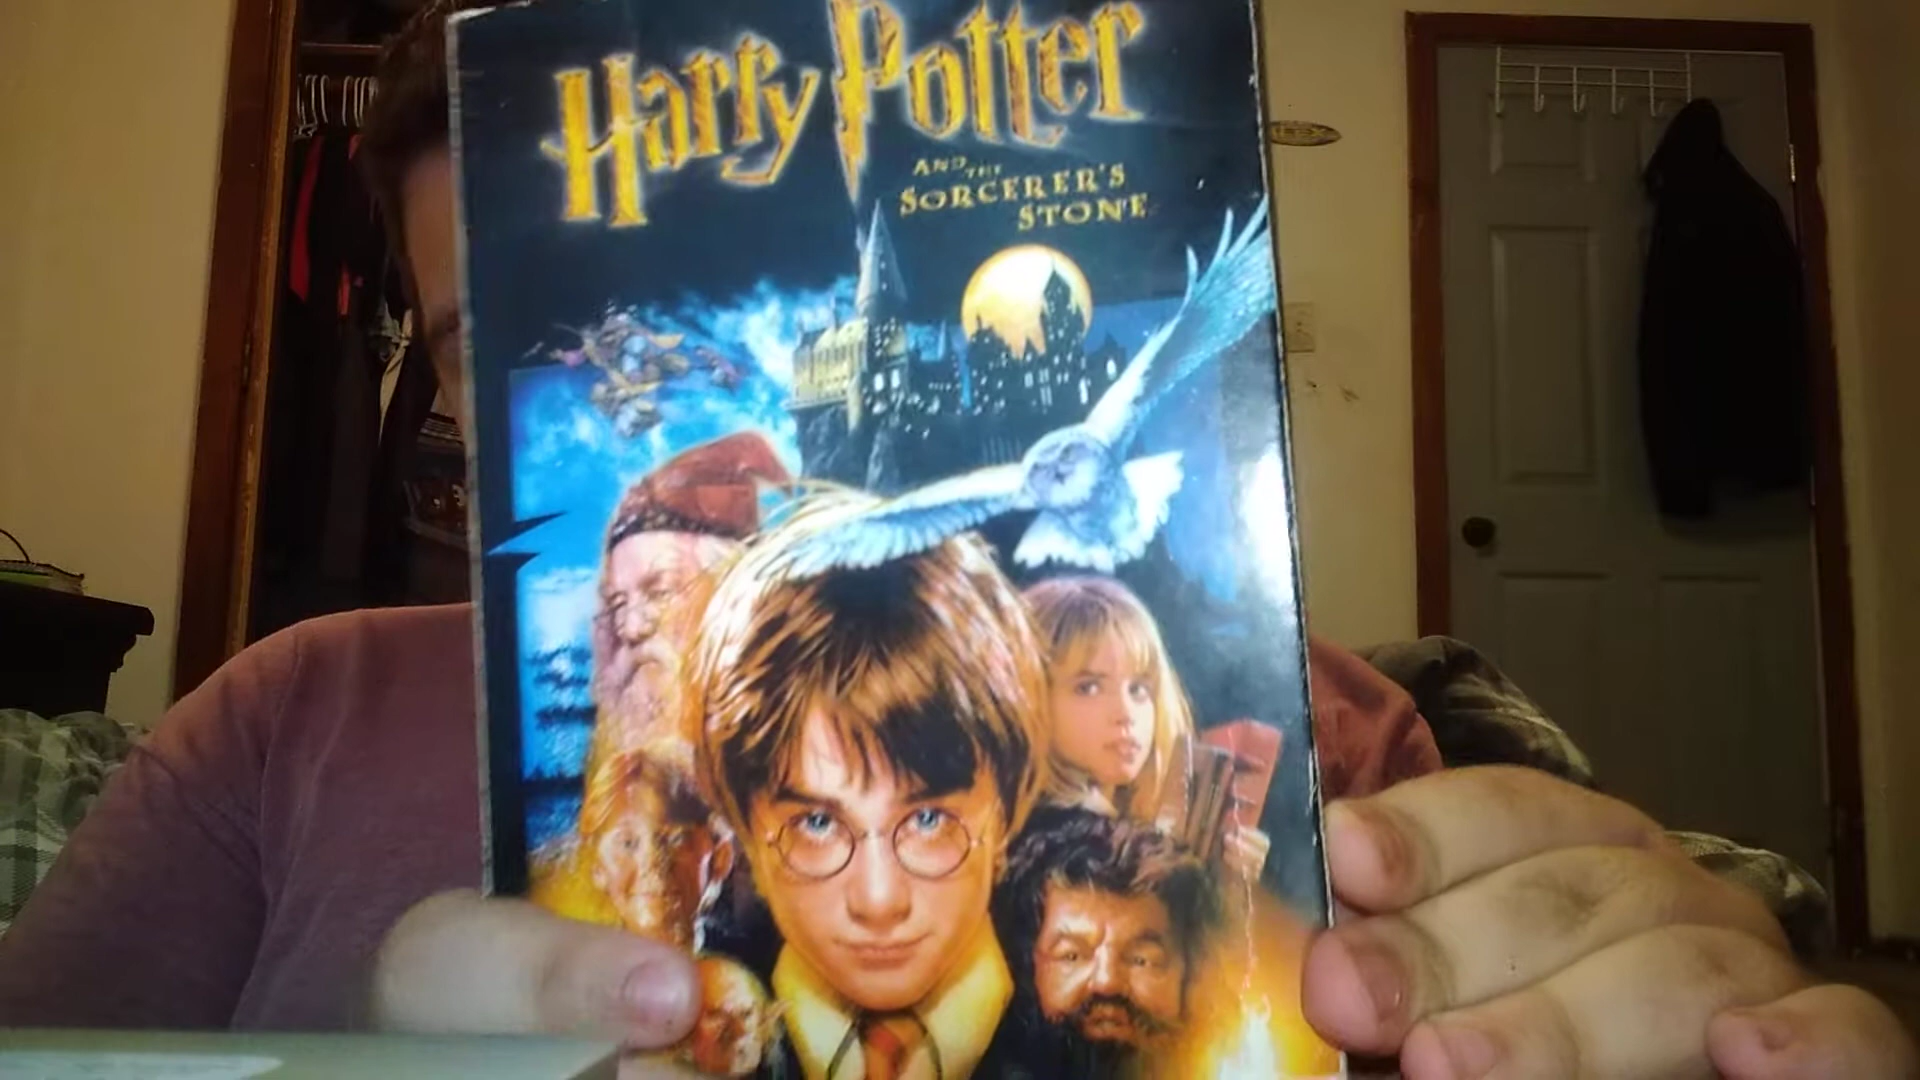 Harry Potter
AND THE
SORCERER'S
STONE